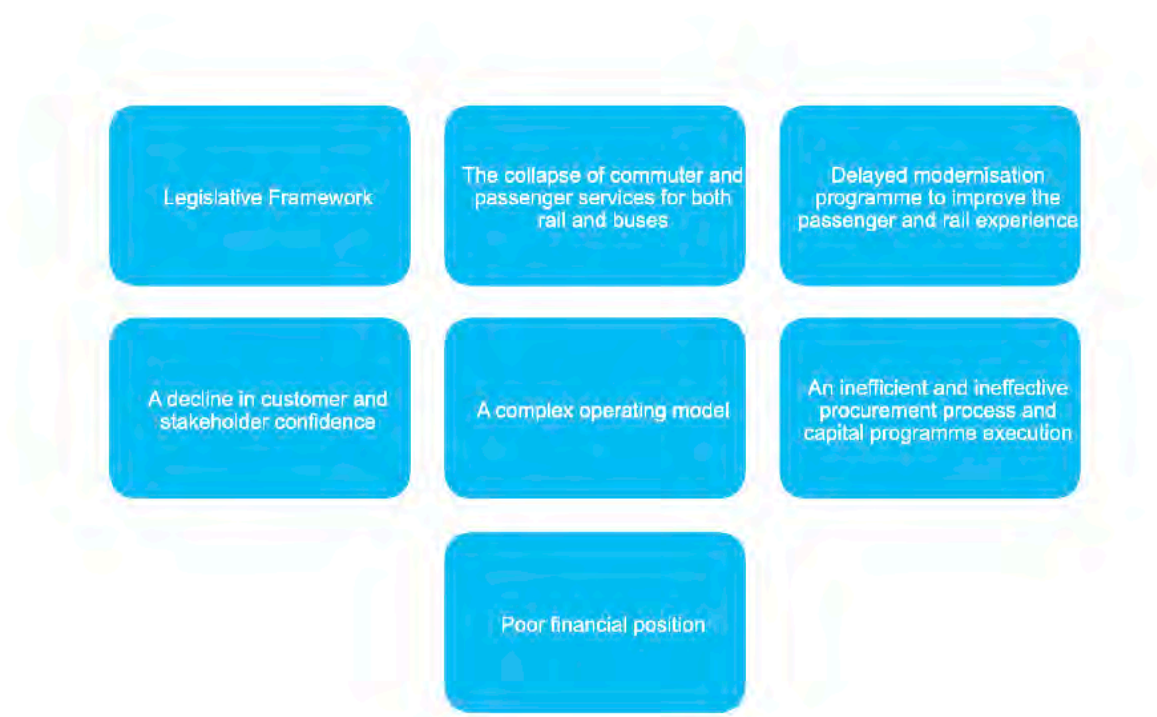 Legislative Framework
The collapse of commuter and
passenger services for both
rail and buses
Delayed modernisation
programme to improve the
passenger and rail experience
A decline in customer and
stakeholder confidence
A complex operating model
An inefficient and ineffective
procurement process and
capital programme execution
Poor financial position